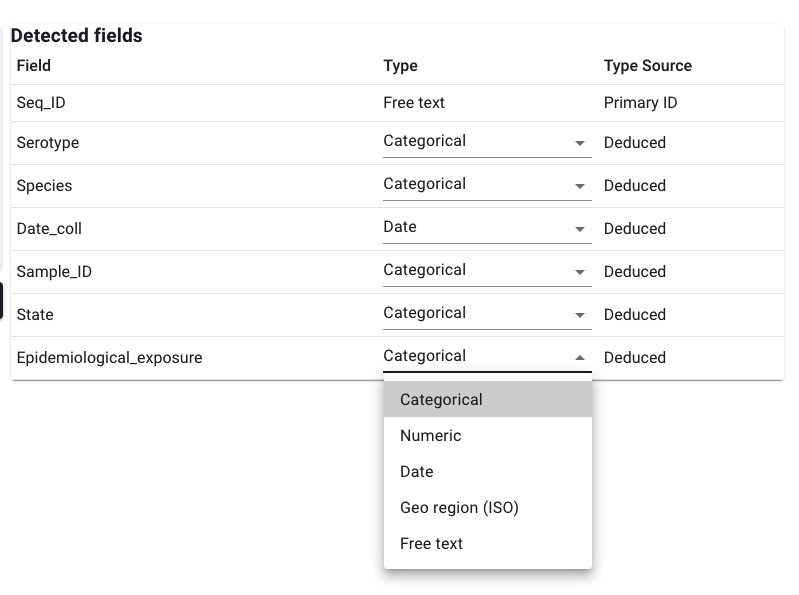 Detected fields
Field Type Type Source
Seq_ID Free text Primary ID
Serotype Categorical Deduced
Species Categorical Deduced
Date_coll Date Deduced
Sample_ID Categorical Deduced
State Categorical Deduced
Epidemiological_exposure Categorical Deduced
Categorical
Numeric
Date
Geo region (ISO)
Free text